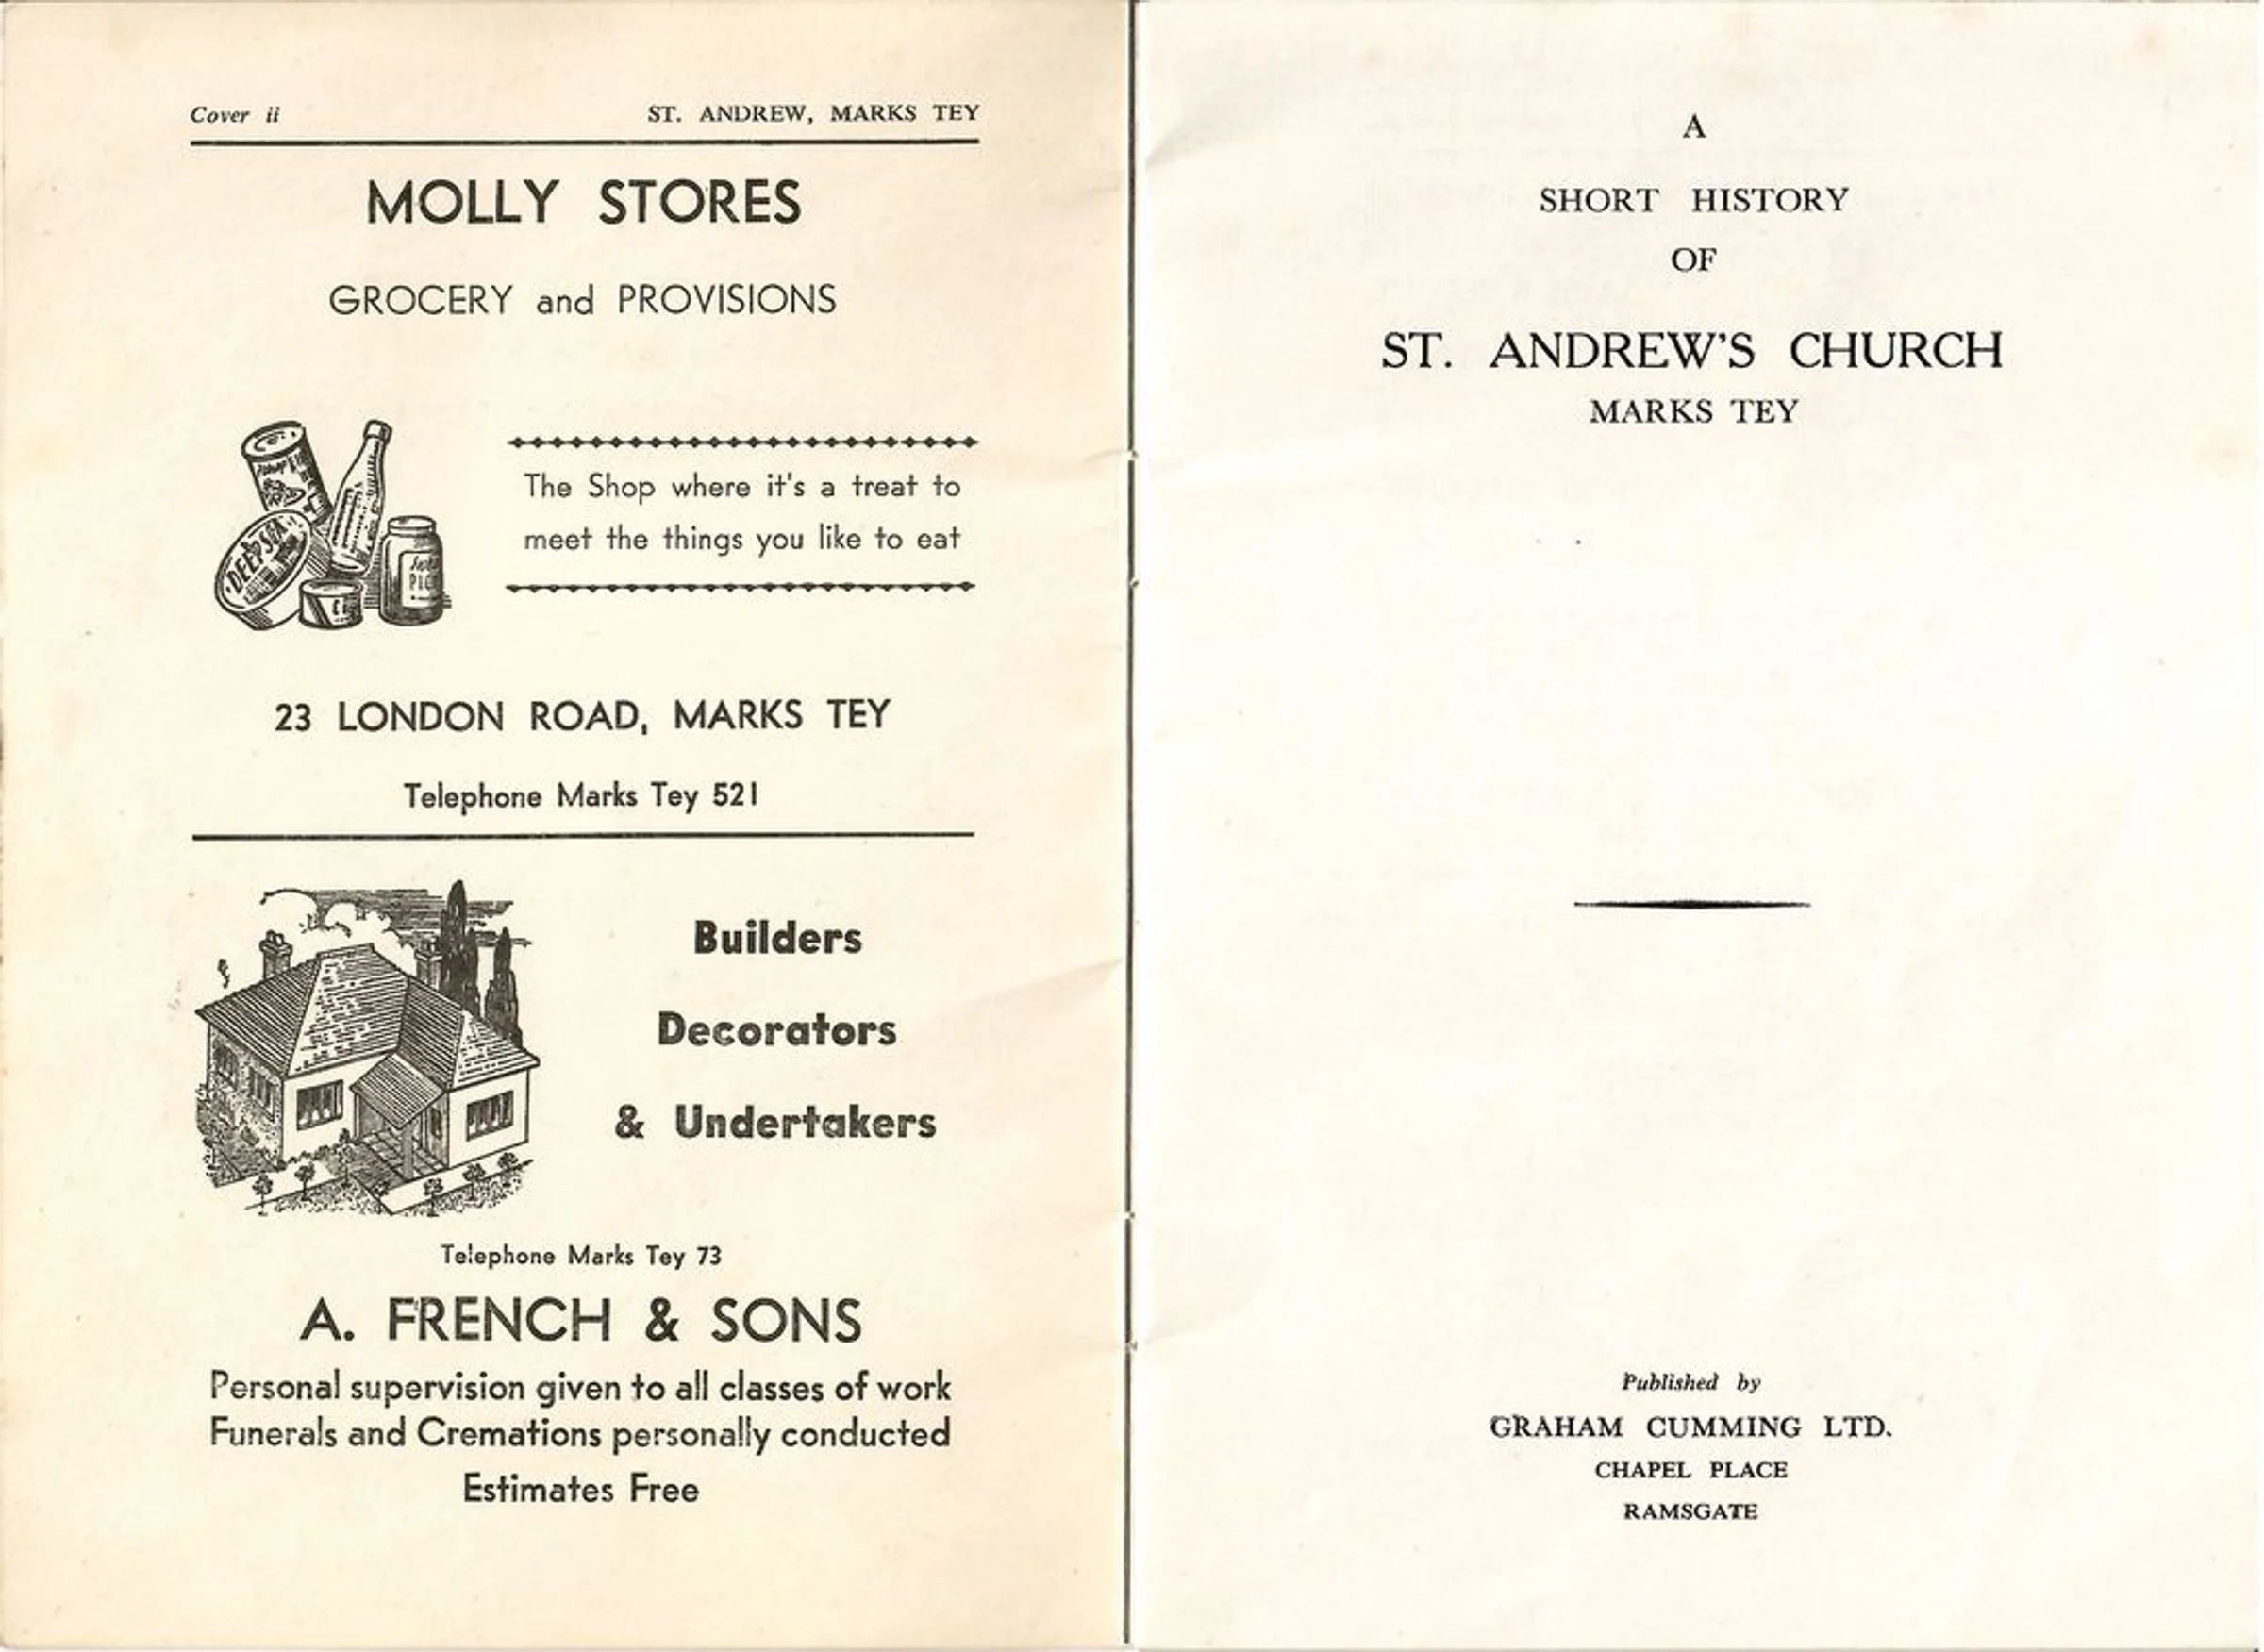 Cover ii ST. ANDREW, MARKS TEY
MOLLY STORES
GROCERY and PROVISIONS
DEEP SEA
The Shop where it's a treat to
meet the things you like to eat
23 LONDON ROAD, MARKS TEY
Telephone Marks Tey 521
Builders
Decorators
& Undertakers
Telephone Marks Tey 73
A. FRENCH & SONS
Personal supervision given to all classes of work
Funerals and Cremations personally conducted
Estimates Free
A
SHORT HISTORY
OF
ST. ANDREW'S CHURCH
MARKS TEY
Published by
GRAHAM CUMMING LTD.
CHAPEL PLACE
RAMSGATE